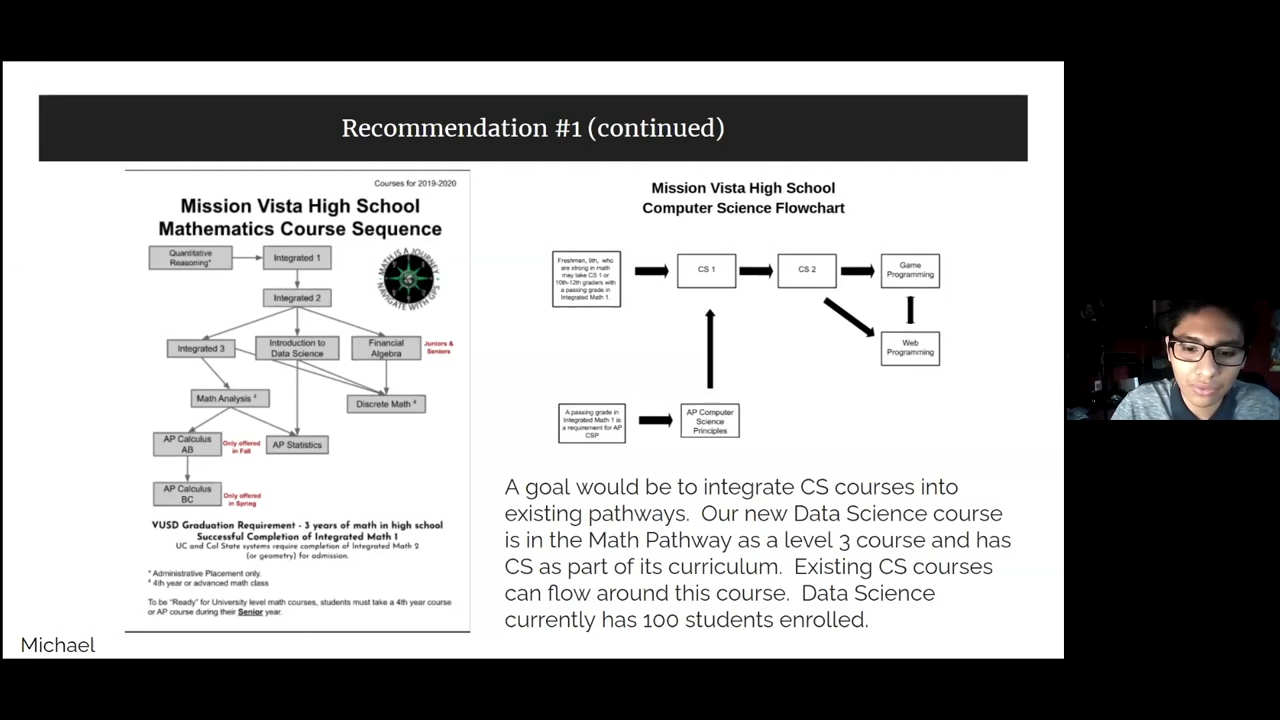 Recommendation #1 (continued)
Courses for 2019-2020
Mission Vista High School
Mathematics Course Sequence
Quantitative
Reasoning*
Integrated 1
MATH IS A JOURNEY
NAVIGATE WITH GPS
Integrated 2
Integrated 3
Introduction to
Data Science
Financial
Algebra
Juniors &
Seniors
Math Analysis ⁴
Discrete Math ⁴
AP Calculus
AB
Only offered
in Fall
AP Statistics
AP Calculus
BC
Only offered
in Spring
VUSD Graduation Requirement - 3 years of math in high school
Successful Completion of Integrated Math 1
UC and Cal State systems require completion of Integrated Math 2
(or geometry) for admission.
* Administrative Placement only.
⁴ 4th year or advanced math class
To be "Ready" for University level math courses, students must take a 4th year course
or AP course during their Senior year.
Mission Vista High School
Computer Science Flowchart
Freshmen, 9th, who
are strong in math
may take CS 1 or
10th-12th graders with
a passing grade in
Integrated Math 1.
CS 1
CS 2
Game
Programming
Web
Programming
A passing grade in
Integrated Math 1 is
a requirement for AP
CSP
AP Computer
Science
Principles
A goal would be to integrate CS courses into
existing pathways. Our new Data Science course
is in the Math Pathway as a level 3 course and has
CS as part of its curriculum. Existing CS courses
can flow around this course. Data Science
currently has 100 students enrolled.
Michael